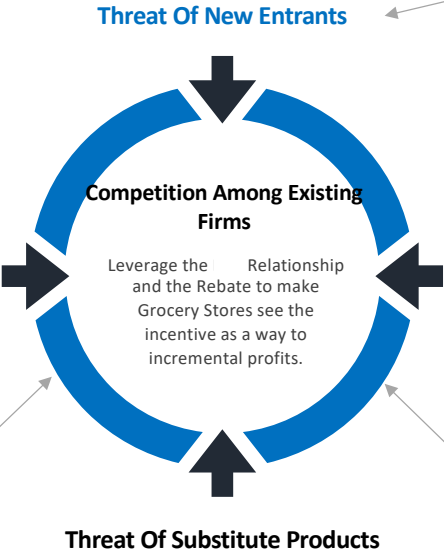 Threat Of New Entrants
Competition Among Existing
Firms
Leverage the Relationship
and the Rebate to make
Grocery Stores see the
incentive as a way to
incremental profits.
Threat Of Substitute Products